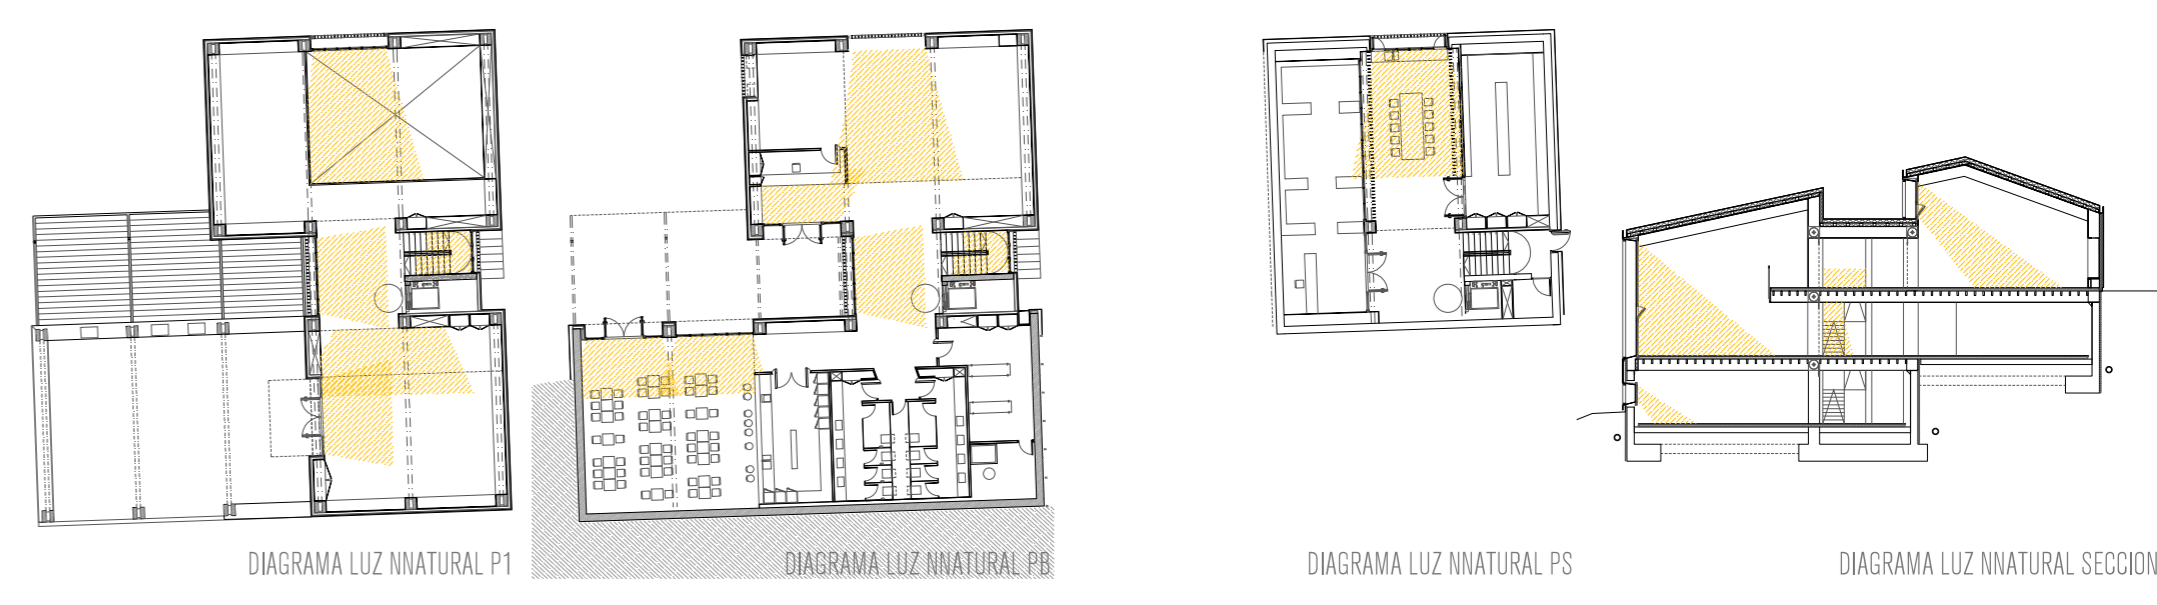 DIAGRAMA LUZ NNATURAL P1
DIAGRAMA LUZ NNATURAL PB
DIAGRAMA LUZ NNATURAL PS
DIAGRAMA LUZ NNATURAL SECCION